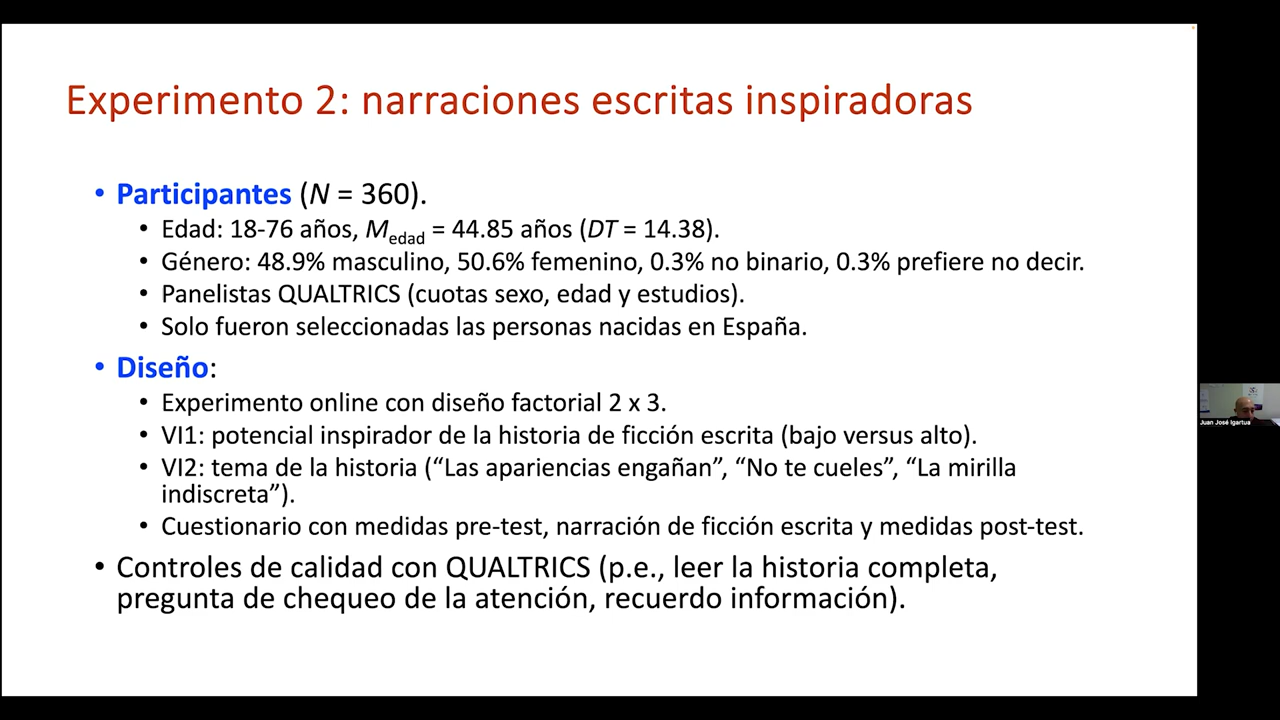 Experimento 2: narraciones escritas inspiradoras
• Participantes (N = 360).
• Edad: 18-76 años, Medad = 44.85 años (DT = 14.38).
• Género: 48.9% masculino, 50.6% femenino, 0.3% no binario, 0.3% prefiere no decir.
• Panelistas QUALTRICS (cuotas sexo, edad y estudios).
• Solo fueron seleccionadas las personas nacidas en España.
• Diseño:
• Experimento online con diseño factorial 2 x 3.
• VI1: potencial inspirador de la historia de ficción escrita (bajo versus alto).
• VI2: tema de la historia (“Las apariencias engañan”, “No te cueles”, “La mirilla
indiscreta”).
• Cuestionario con medidas pre-test, narración de ficción escrita y medidas post-test.
• Controles de calidad con QUALTRICS (p.e., leer la historia completa,
pregunta de chequeo de la atención, recuerdo información).
Juan José Igartua